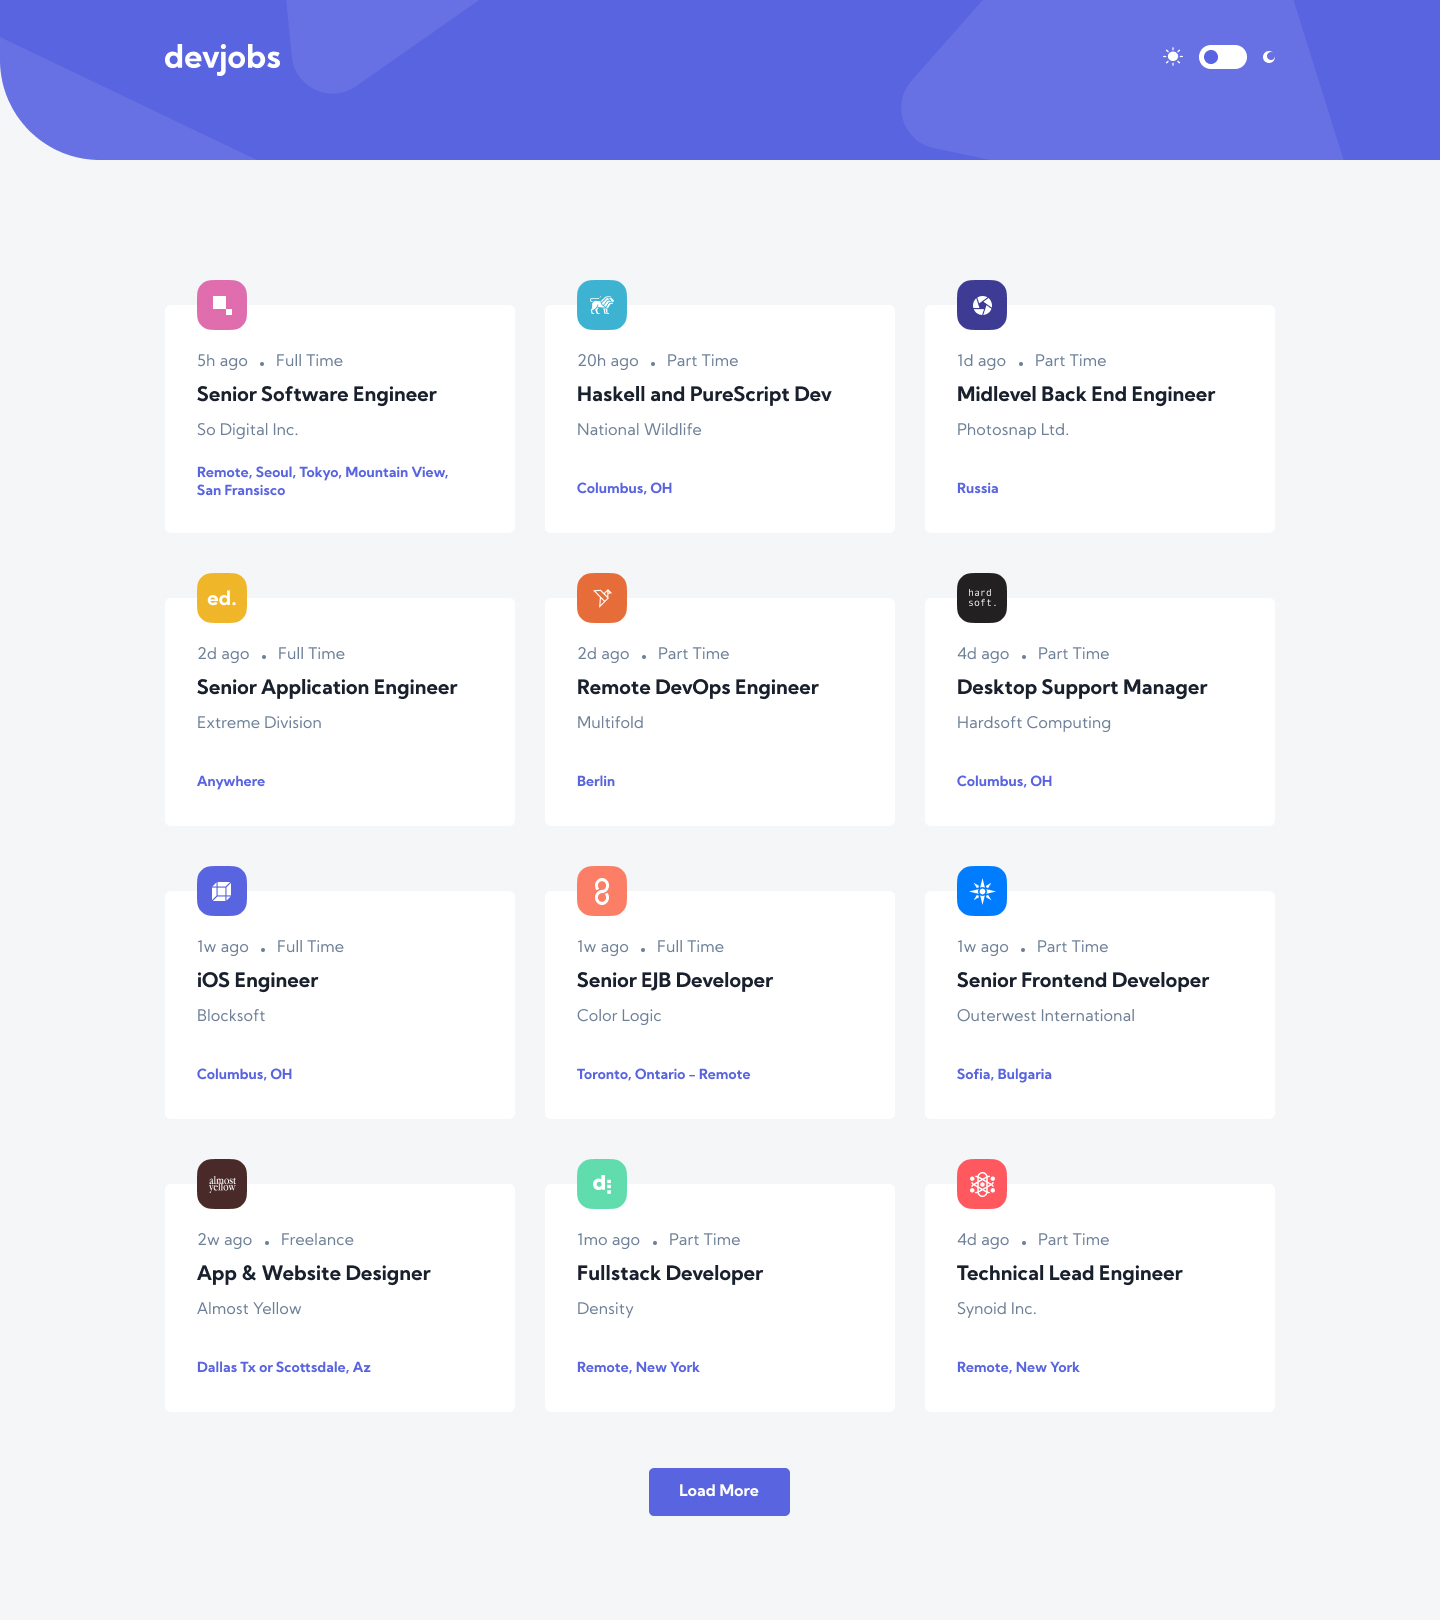 devjobs
5h ago • Full Time
Senior Software Engineer
So Digital Inc.
Remote, Seoul, Tokyo, Mountain View,
San Fransisco
20h ago • Part Time
Haskell and PureScript Dev
National Wildlife
Columbus, OH
1d ago • Part Time
Midlevel Back End Engineer
Photosnap Ltd.
Russia
ed.
2d ago • Full Time
Senior Application Engineer
Extreme Division
Anywhere
2d ago • Part Time
Remote DevOps Engineer
Multifold
Berlin
hard
soft.
4d ago • Part Time
Desktop Support Manager
Hardsoft Computing
Columbus, OH
1w ago • Full Time
iOS Engineer
Blocksoft
Columbus, OH
1w ago • Full Time
Senior EJB Developer
Color Logic
Toronto, Ontario - Remote
1w ago • Part Time
Senior Frontend Developer
Outerwest International
Sofia, Bulgaria
almost
yellow
2w ago • Freelance
App & Website Designer
Almost Yellow
Dallas Tx or Scottsdale, Az
d
1mo ago • Part Time
Fullstack Developer
Density
Remote, New York
4d ago • Part Time
Technical Lead Engineer
Synoid Inc.
Remote, New York
Load More